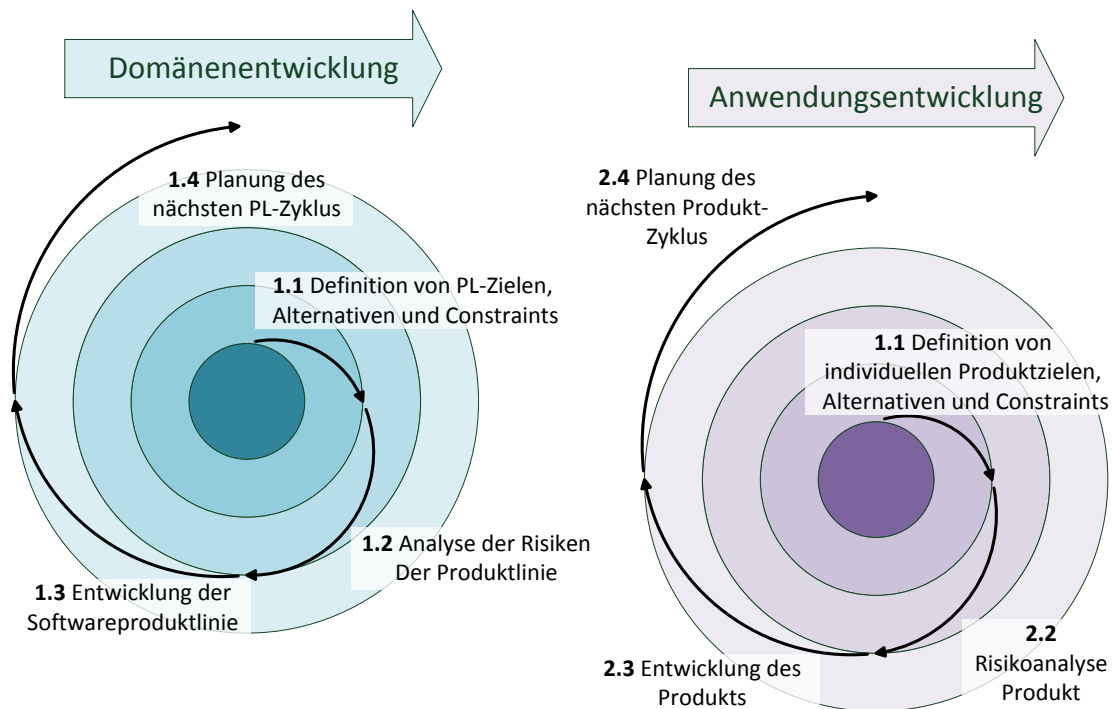 Domänenentwicklung
1.4 Planung des
nächsten PL-Zyklus
1.1 Definition von PL-Zielen,
Alternativen und Constraints
1.2 Analyse der Risiken
Der Produktlinie
1.3 Entwicklung der
Softwareproduktlinie
Anwendungsentwicklung
2.4 Planung des
nächsten Produkt-
Zyklus
1.1 Definition von
individuellen Produktzielen,
Alternativen und Constraints
2.2
Risikoanalyse
Produkt
2.3 Entwicklung des
Produkts